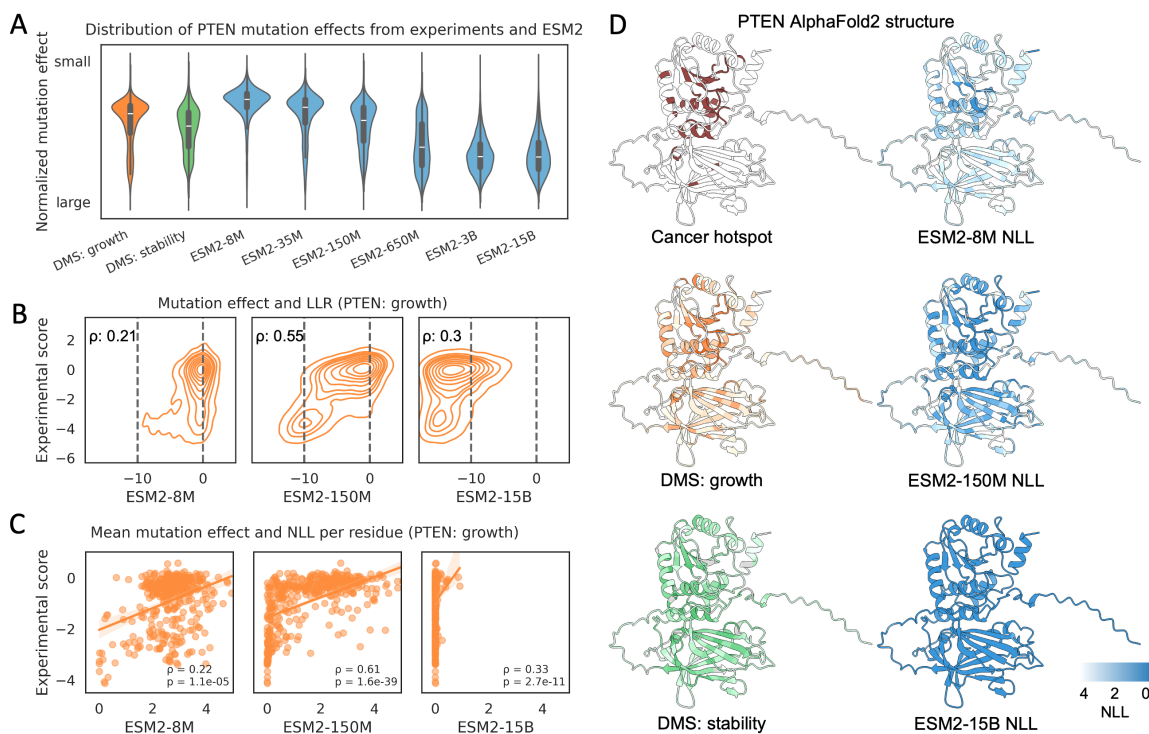 A
Distribution of PTEN mutation effects from experiments and ESM2
Normalized mutation effect
small
large
DMS: growth
DMS: stability
ESM2-8M
ESM2-35M
ESM2-150M
ESM2-650M
ESM2-3B
ESM2-15B
B
Mutation effect and LLR (PTEN: growth)
Experimental score
2
0
−2
−4
−6
ρ: 0.21
ρ: 0.55
ρ: 0.3
−10 0
−10 0
−10 0
ESM2-8M
ESM2-150M
ESM2-15B
C
Mean mutation effect and NLL per residue (PTEN: growth)
Experimental score
0
−2
−4
ρ = 0.22
p = 1.1e-05
ρ = 0.61
p = 1.6e-39
ρ = 0.33
p = 2.7e-11
0 2 4
0 2 4
0 2 4
ESM2-8M
ESM2-150M
ESM2-15B
D
PTEN AlphaFold2 structure
Cancer hotspot
ESM2-8M NLL
DMS: growth
ESM2-150M NLL
DMS: stability
ESM2-15B NLL
4 2 0
NLL